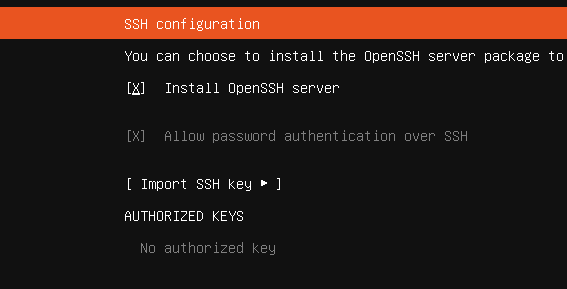 SSH configuration
You can choose to install the OpenSSH server package to
[X] Install OpenSSH server
[X] Allow password authentication over SSH
[ Import SSH key ▸ ]
AUTHORIZED KEYS
No authorized key